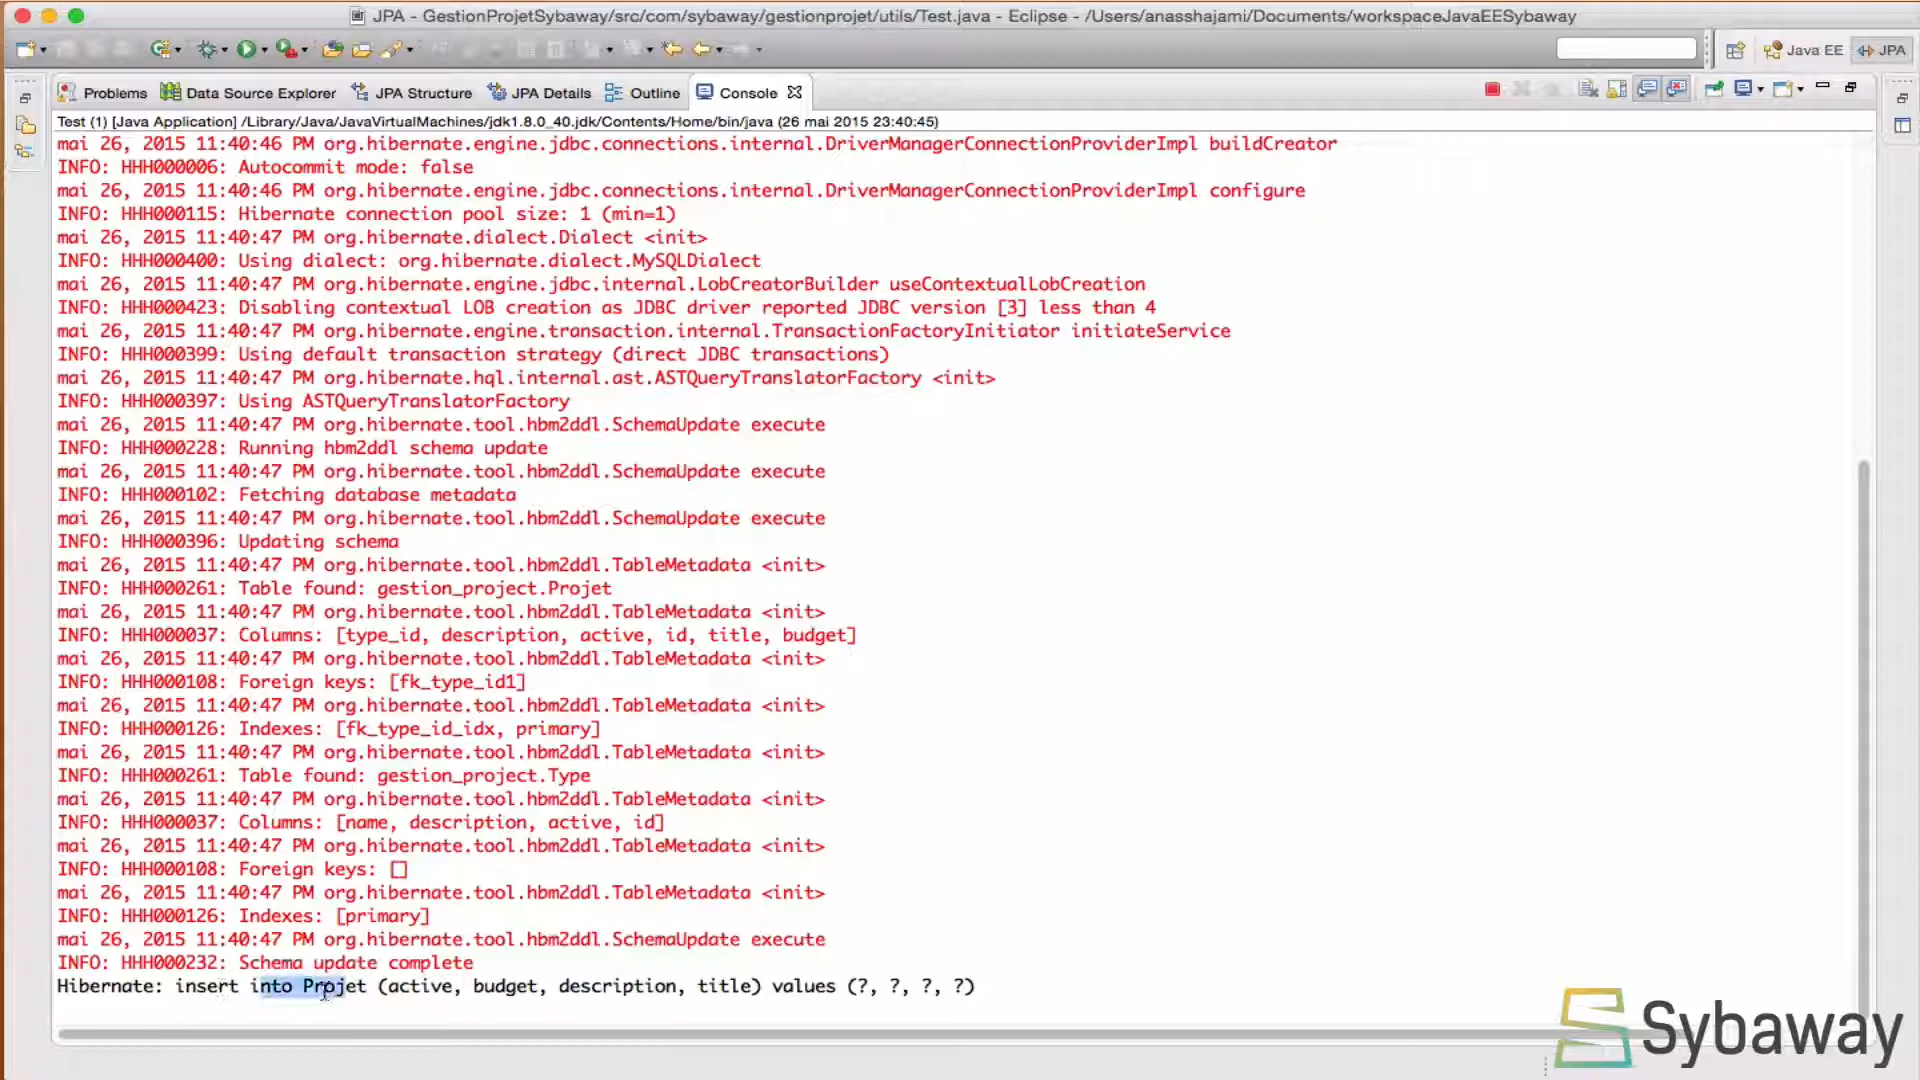 JPA - GestionProjetSybaway/src/com/sybaway/gestionprojet/utils/Test.java - Eclipse - /Users/anasshajami/Documents/workspaceJavaEESybaway
Java EE JPA
Problems Data Source Explorer JPA Structure JPA Details Outline Console
Test (1) [Java Application] /Library/Java/JavaVirtualMachines/jdk1.8.0_40.jdk/Contents/Home/bin/java (26 mai 2015 23:40:45)
mai 26, 2015 11:40:46 PM org.hibernate.engine.jdbc.connections.internal.DriverManagerConnectionProviderImpl buildCreator
INFO: HHH000006: Autocommit mode: false
mai 26, 2015 11:40:46 PM org.hibernate.engine.jdbc.connections.internal.DriverManagerConnectionProviderImpl configure
INFO: HHH000115: Hibernate connection pool size: 1 (min=1)
mai 26, 2015 11:40:47 PM org.hibernate.dialect.Dialect <init>
INFO: HHH000400: Using dialect: org.hibernate.dialect.MySQLDialect
mai 26, 2015 11:40:47 PM org.hibernate.engine.jdbc.internal.LobCreatorBuilder useContextualLobCreation
INFO: HHH000423: Disabling contextual LOB creation as JDBC driver reported JDBC version [3] less than 4
mai 26, 2015 11:40:47 PM org.hibernate.engine.transaction.internal.TransactionFactoryInitiator initiateService
INFO: HHH000399: Using default transaction strategy (direct JDBC transactions)
mai 26, 2015 11:40:47 PM org.hibernate.hql.internal.ast.ASTQueryTranslatorFactory <init>
INFO: HHH000397: Using ASTQueryTranslatorFactory
mai 26, 2015 11:40:47 PM org.hibernate.tool.hbm2ddl.SchemaUpdate execute
INFO: HHH000228: Running hbm2ddl schema update
mai 26, 2015 11:40:47 PM org.hibernate.tool.hbm2ddl.SchemaUpdate execute
INFO: HHH000102: Fetching database metadata
mai 26, 2015 11:40:47 PM org.hibernate.tool.hbm2ddl.SchemaUpdate execute
INFO: HHH000396: Updating schema
mai 26, 2015 11:40:47 PM org.hibernate.tool.hbm2ddl.TableMetadata <init>
INFO: HHH000261: Table found: gestion_project.Projet
mai 26, 2015 11:40:47 PM org.hibernate.tool.hbm2ddl.TableMetadata <init>
INFO: HHH000037: Columns: [type_id, description, active, id, title, budget]
mai 26, 2015 11:40:47 PM org.hibernate.tool.hbm2ddl.TableMetadata <init>
INFO: HHH000108: Foreign keys: [fk_type_id1]
mai 26, 2015 11:40:47 PM org.hibernate.tool.hbm2ddl.TableMetadata <init>
INFO: HHH000126: Indexes: [fk_type_id_idx, primary]
mai 26, 2015 11:40:47 PM org.hibernate.tool.hbm2ddl.TableMetadata <init>
INFO: HHH000261: Table found: gestion_project.Type
mai 26, 2015 11:40:47 PM org.hibernate.tool.hbm2ddl.TableMetadata <init>
INFO: HHH000037: Columns: [name, description, active, id]
mai 26, 2015 11:40:47 PM org.hibernate.tool.hbm2ddl.TableMetadata <init>
INFO: HHH000108: Foreign keys: []
mai 26, 2015 11:40:47 PM org.hibernate.tool.hbm2ddl.TableMetadata <init>
INFO: HHH000126: Indexes: [primary]
mai 26, 2015 11:40:47 PM org.hibernate.tool.hbm2ddl.SchemaUpdate execute
INFO: HHH000232: Schema update complete
Hibernate: insert into Projet (active, budget, description, title) values (?, ?, ?, ?)
Sybaway